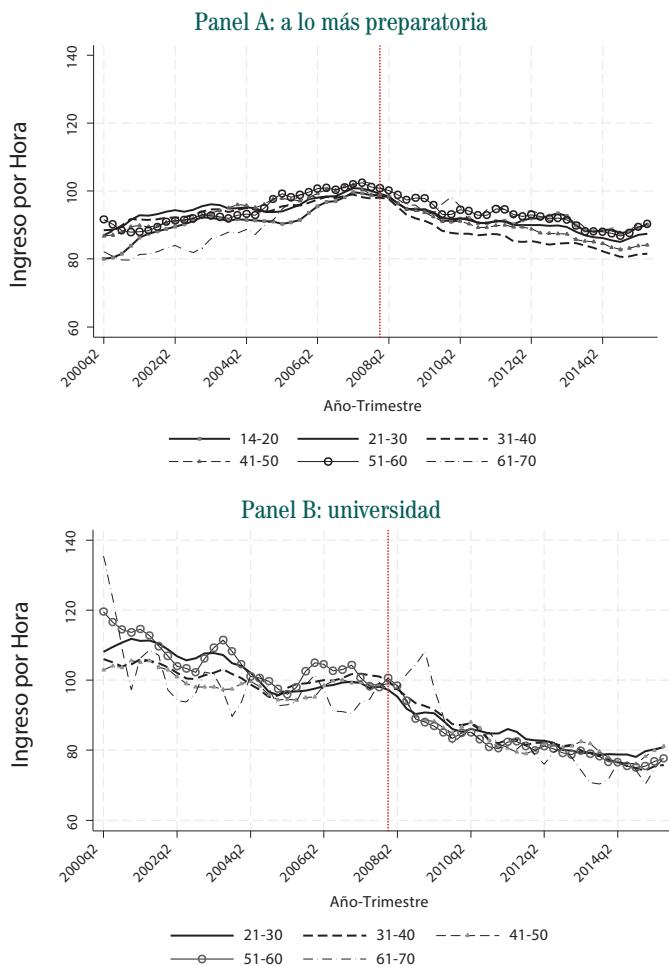 Panel A: a lo más preparatoria
Ingreso por Hora
140
120
100
80
60
2000q2
2002q2
2004q2
2006q2
2008q2
2010q2
2012q2
2014q2
Año-Trimestre
14-20 21-30 31-40
41-50 51-60 61-70
Panel B: universidad
Ingreso por Hora
140
120
100
80
60
2000q2
2002q2
2004q2
2006q2
2008q2
2010q2
2012q2
2014q2
Año-Trimestre
21-30 31-40 41-50
51-60 61-70